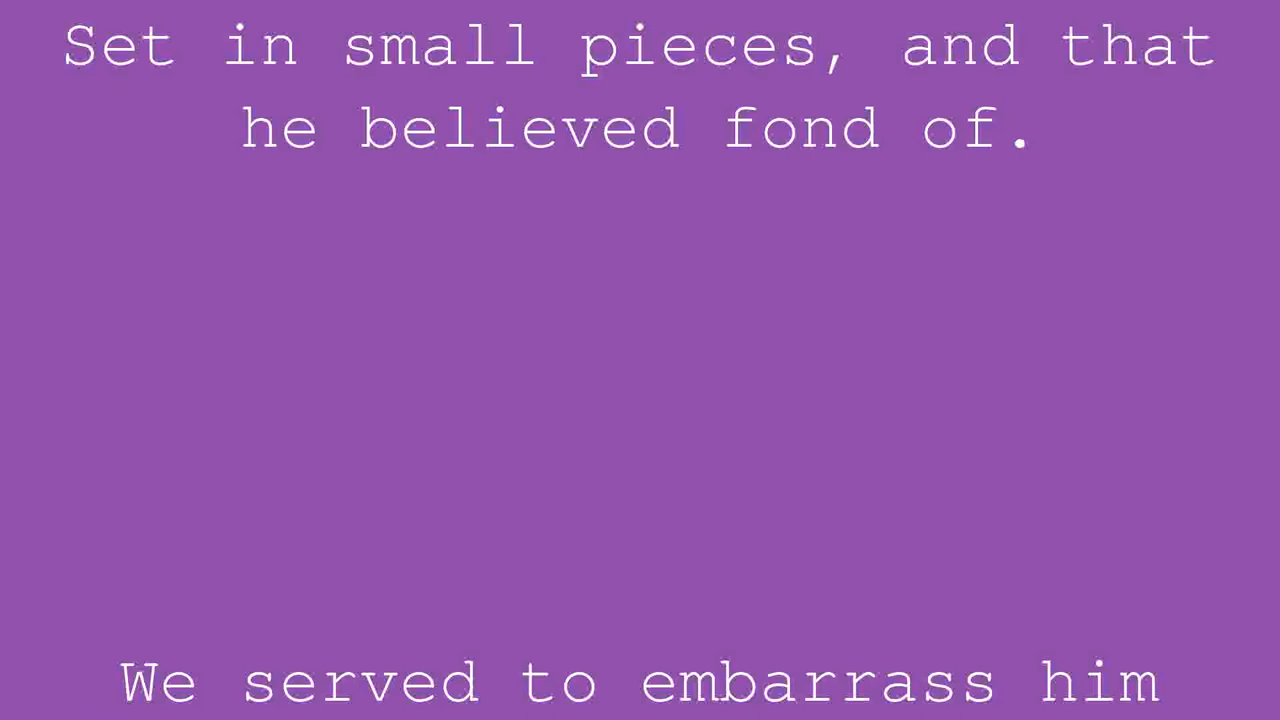 Set in small pieces, and that
he believed fond of.
We served to embarrass him